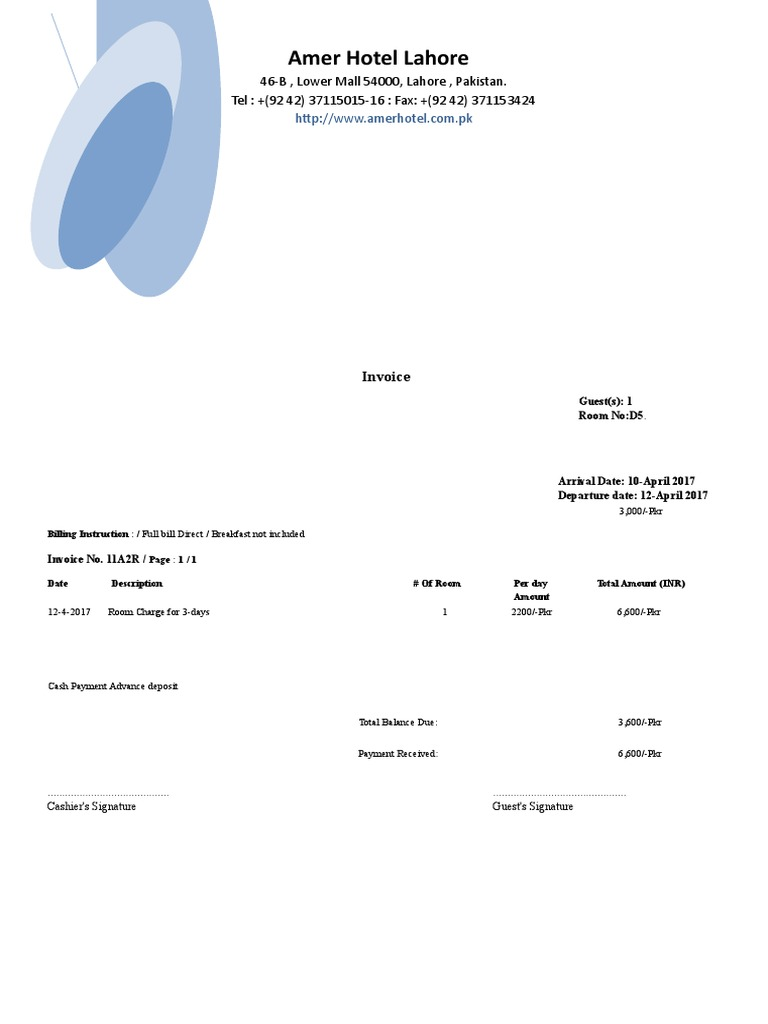 Amer Hotel Lahore
46-B , Lower Mall 54000, Lahore , Pakistan.
Tel : +(92 42) 37115015-16 : Fax: +(92 42) 371153424
http://www.amerhotel.com.pk
Invoice
Guest(s): 1
Room No:D5.
Arrival Date: 10-April 2017
Departure date: 12-April 2017
3,000/-Pkr
Billing Instruction : / Full bill Direct / Breakfast not included
Invoice No. 11A2R / Page : 1 / 1
Date Description # Of Room Per day Amount Total Amount (INR)
12-4-2017 Room Charge for 3-days 1 2200/-Pkr 6,600/-Pkr
Cash Payment Advance deposit
Total Balance Due: 3,600/-Pkr
Payment Received: 6,600/-Pkr
Cashier's Signature Guest's Signature